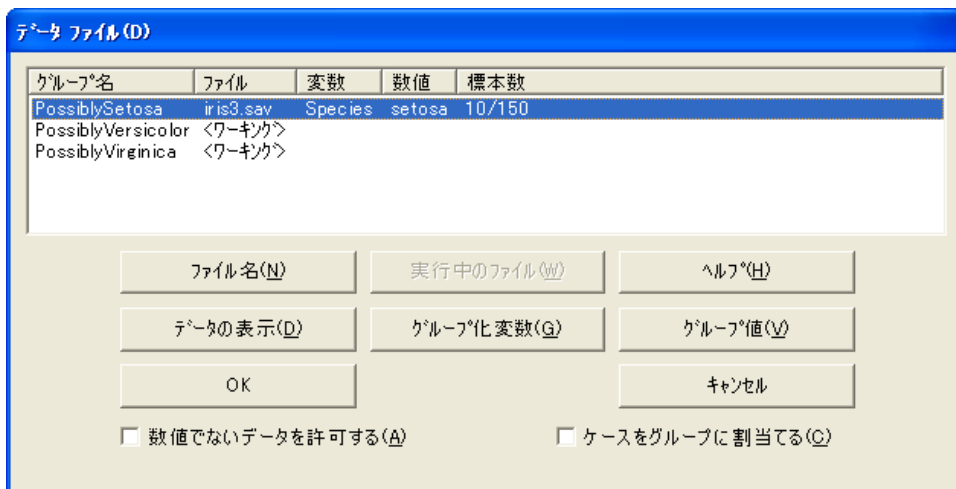 データ ファイル(D)
グループ名 ファイル 変数 数値 標本数
PossiblySetosa iris3.sav Species setosa 10/150
PossiblyVersicolor <ワーキング>
PossiblyVirginica <ワーキング>
ファイル名(N) 実行中のファイル(W) ヘルプ(H)
データの表示(D) グループ化変数(G) グループ値(V)
OK キャンセル
数値でないデータを許可する(A) ケースをグループに割当てる(C)